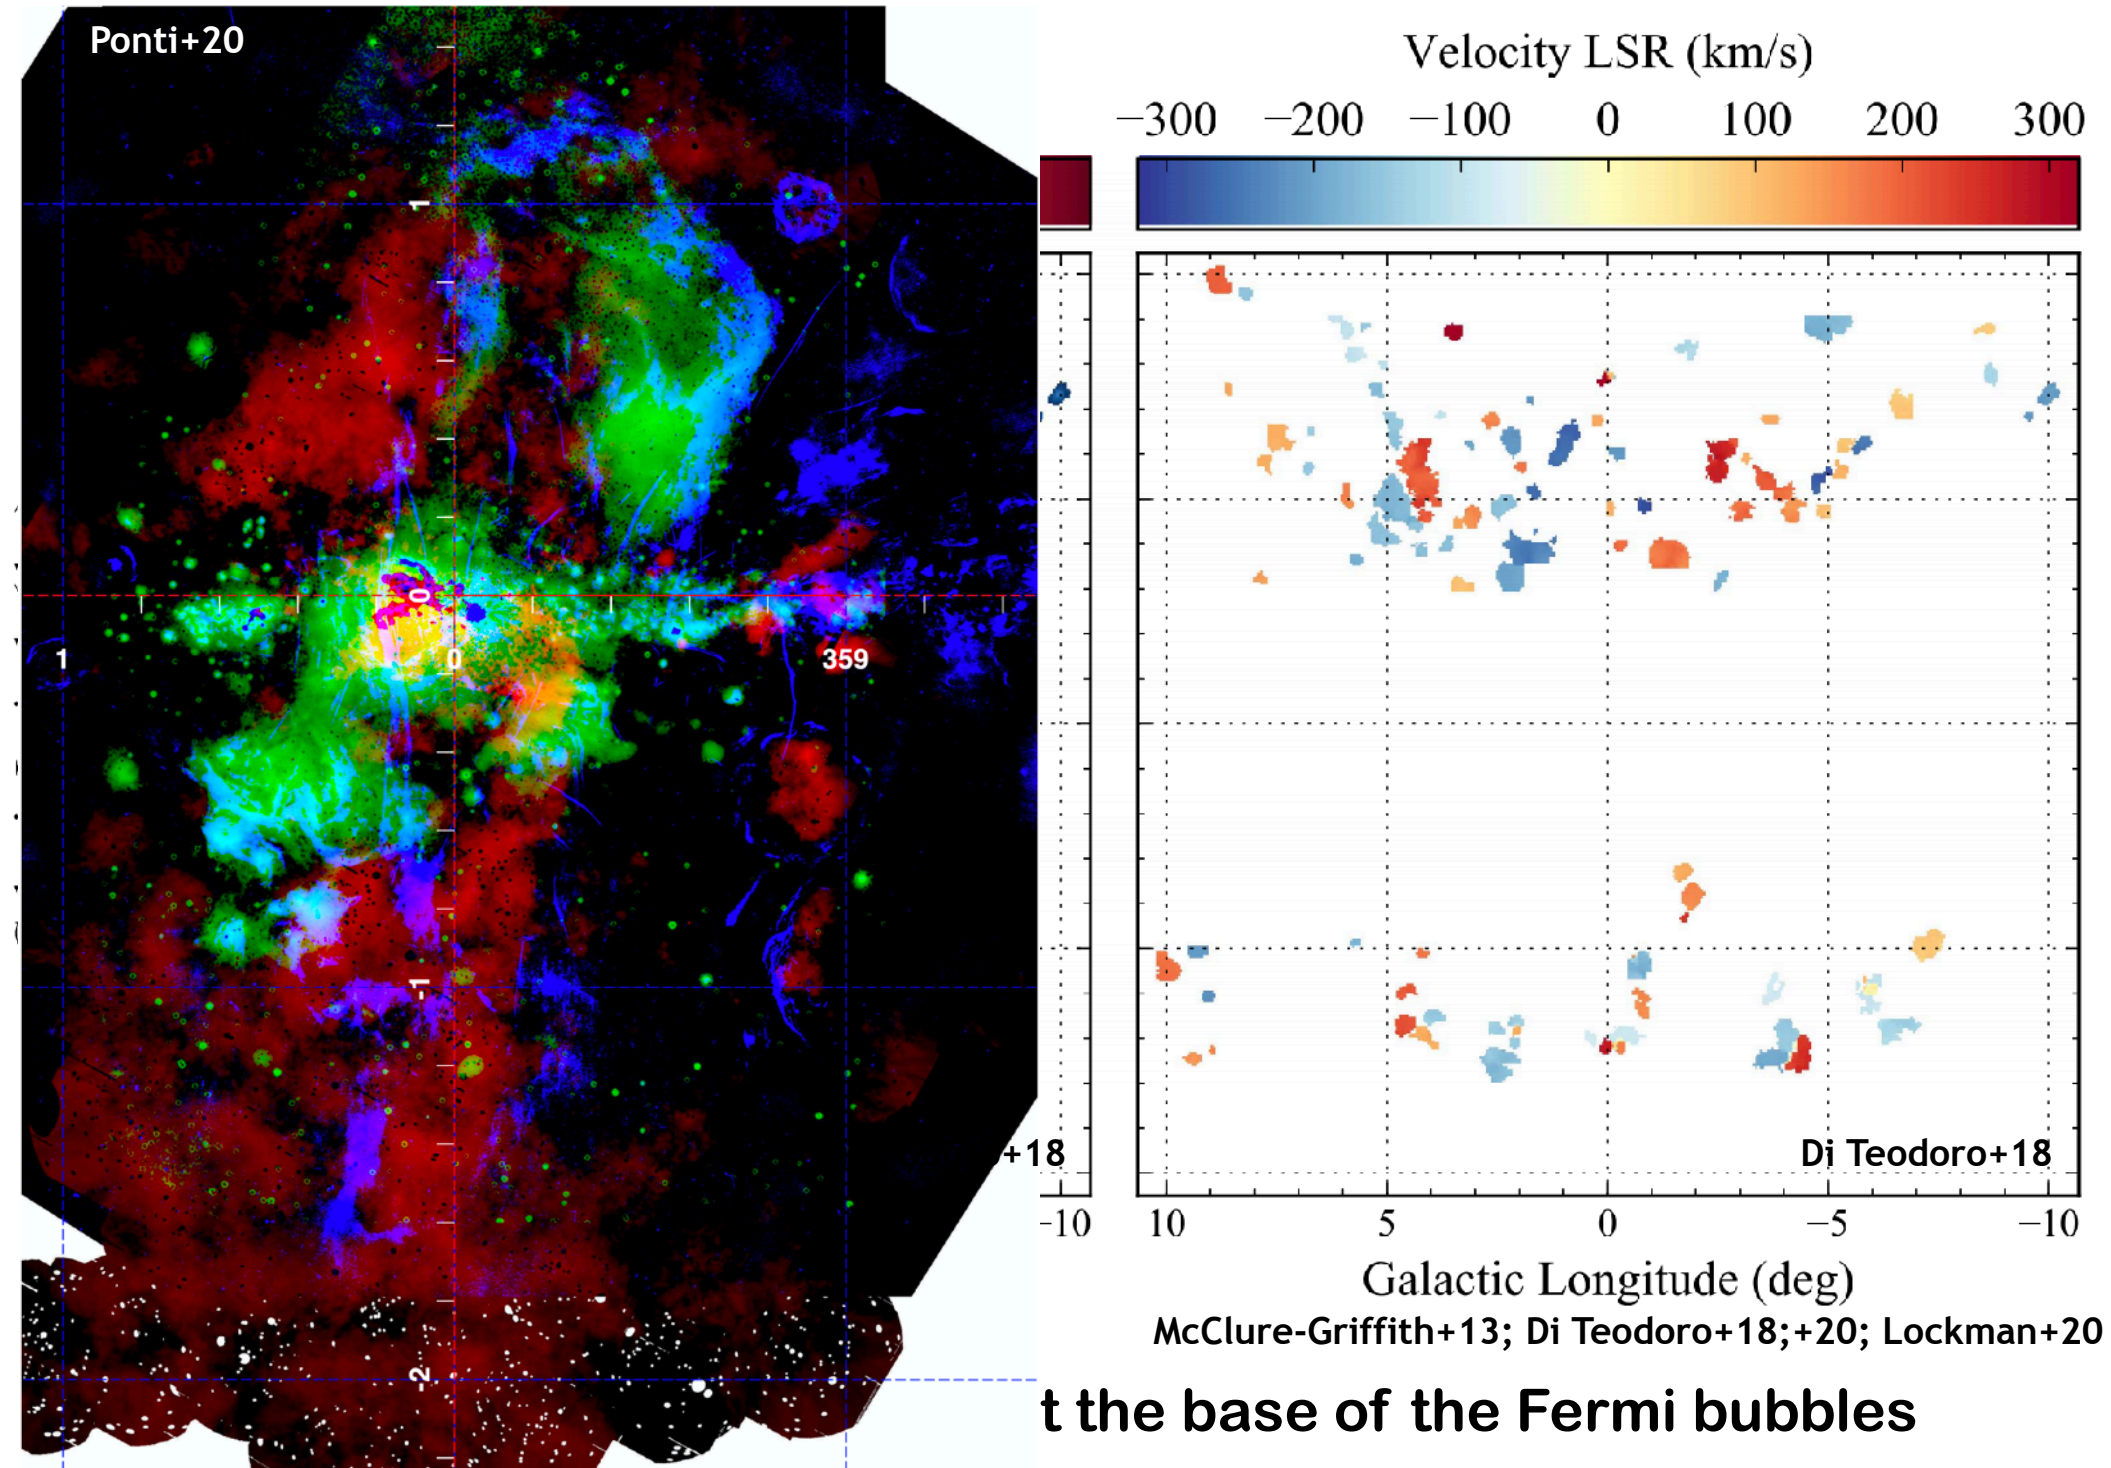 Ponti+20
1
0
1
0
359
-1
-2
Velocity LSR (km/s)
−300 −200 −100 0 100 200 300
+18
Di Teodoro+18
-10
10 5 0 −5 −10
Galactic Longitude (deg)
McClure-Griffith+13; Di Teodoro+18;+20; Lockman+20
t the base of the Fermi bubbles